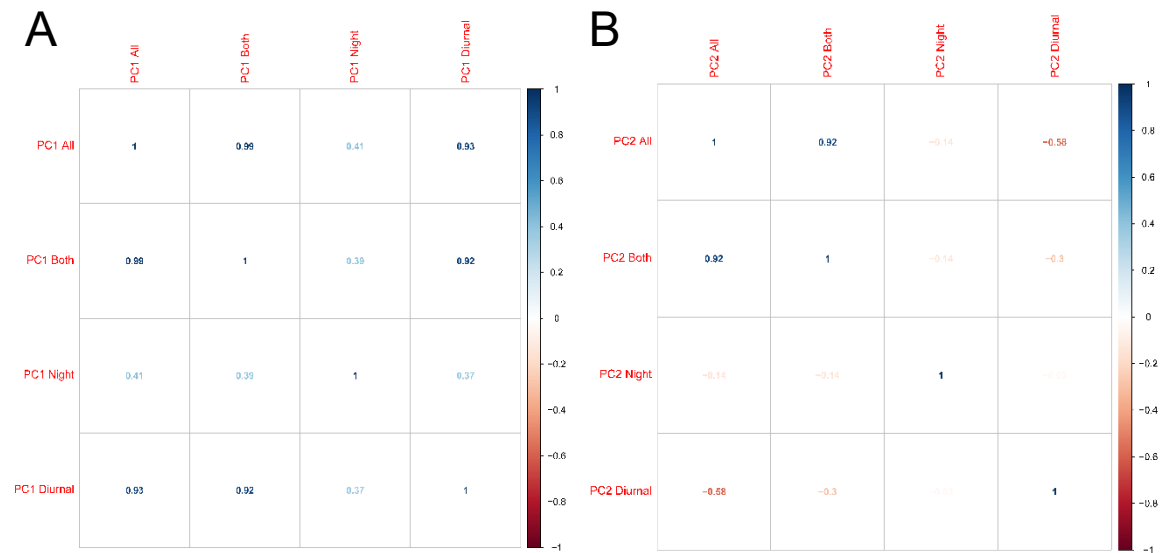 A
PC1 All
PC1 Both
PC1 Night
PC1 Diurnal
PC1 All 1 0.99 0.41 0.93
PC1 Both 0.99 1 0.39 0.92
PC1 Night 0.41 0.39 1 0.37
PC1 Diurnal 0.93 0.92 0.37 1
1
0.8
0.6
0.4
0.2
0
−0.2
−0.4
−0.6
−0.8
−1
B
PC2 All
PC2 Both
PC2 Night
PC2 Diurnal
PC2 All 1 0.92 −0.14 −0.58
PC2 Both 0.92 1 −0.14 −0.3
PC2 Night −0.14 −0.14 1
PC2 Diurnal −0.58 −0.3 1
1
0.8
0.6
0.4
0.2
0
−0.2
−0.4
−0.6
−0.8
−1